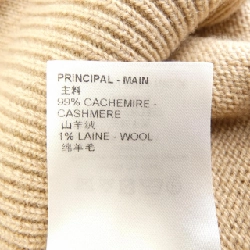 PRINCIPAL - MAIN
主料
99% CACHEMIRE -
CASHMERE
山羊绒
1% LAINE - WOOL
绵羊毛